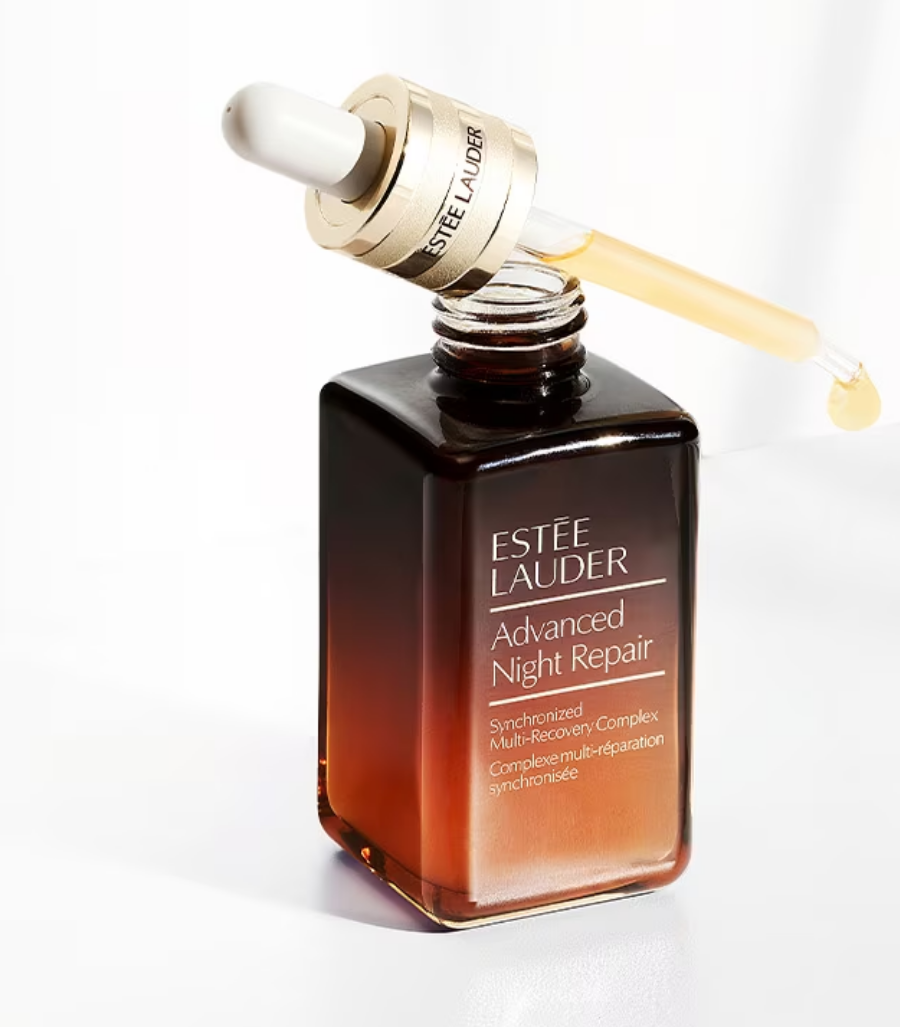 ESTĒE LAUDER
ESTĒE
LAUDER
Advanced
Night Repair
Synchronized
Multi-Recovery Complex
Complexe multi-réparation
synchronisée